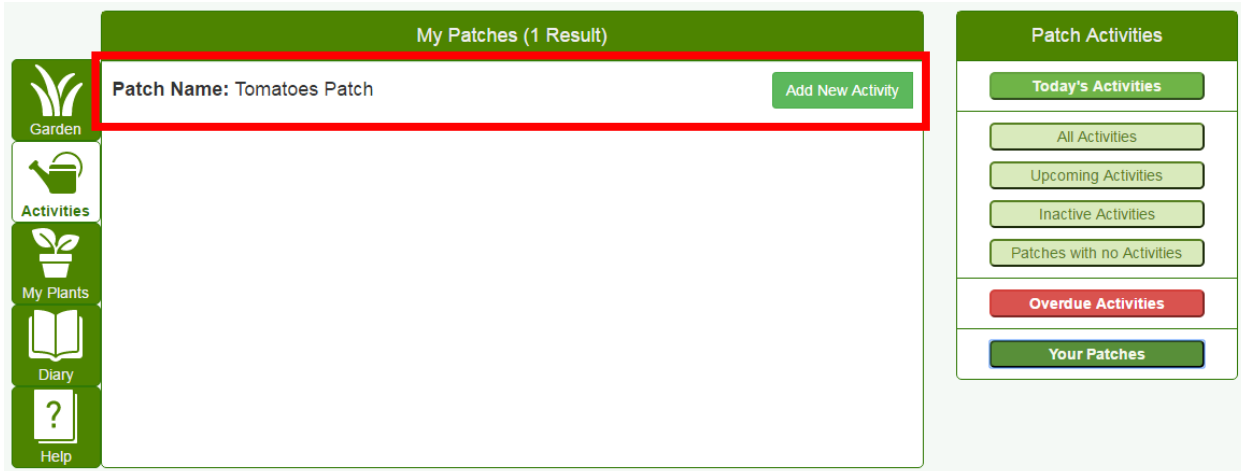 My Patches (1 Result)
Patch Name: Tomatoes Patch
Add New Activity
Garden
Activities
My Plants
Diary
?
Help
Patch Activities
Today's Activities
All Activities
Upcoming Activities
Inactive Activities
Patches with no Activities
Overdue Activities
Your Patches